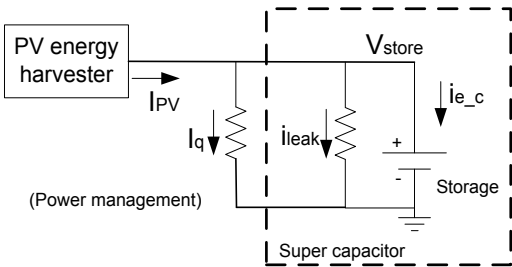 PV energy
harvester
IPV
Iq
ileak
Vstore
ie_c
+
-
Storage
(Power management)
Super capacitor